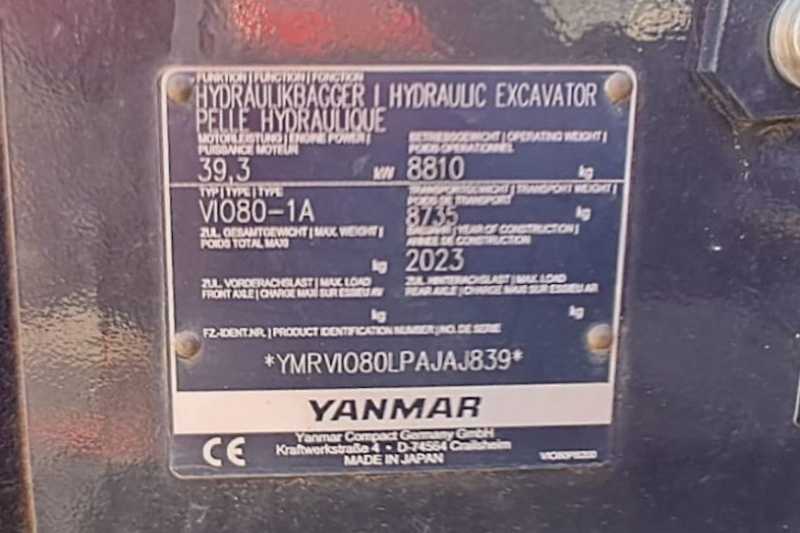 FUNKTION | FUNCTION | FONCTION
HYDRAULIKBAGGER | HYDRAULIC EXCAVATOR
PELLE HYDRAULIQUE
MOTORLEISTUNG | ENGINE POWER | BETRIEBSGEWICHT | OPERATING WEIGHT |
PUISSANCE MOTEUR POIDS OPERATIONNEL
39,3 kW 8810 kg
TYP | TYPE | TYPE TRANSPORTGEWICHT | TRANSPORT WEIGHT |
POIDS DE TRANSPORT
VIO80-1A 8735 kg
ZUL. GESAMTGEWICHT | MAX. WEIGHT | BAUJAHR | YEAR OF CONSTRUCTION |
POIDS TOTAL MAXI ANNEE DE CONSTRUCTION
kg 2023
ZUL. VORDERACHSLAST | MAX. LOAD ZUL. HINTERACHSLAST | MAX. LOAD
FRONT AXLE | CHARGE MAXI SUR ESSIEU AV REAR AXLE | CHARGE MAXI SUR ESSIEU AR
kg kg
FZ.-IDENT.NR. | PRODUCT IDENTIFICATION NUMBER | NO. DE SERIE
*YMRVIO80LPAJAJ839*
YANMAR
CE
Yanmar Compact Germany GmbH
Kraftwerkstraße 4 • D-74564 Crailsheim
MADE IN JAPAN